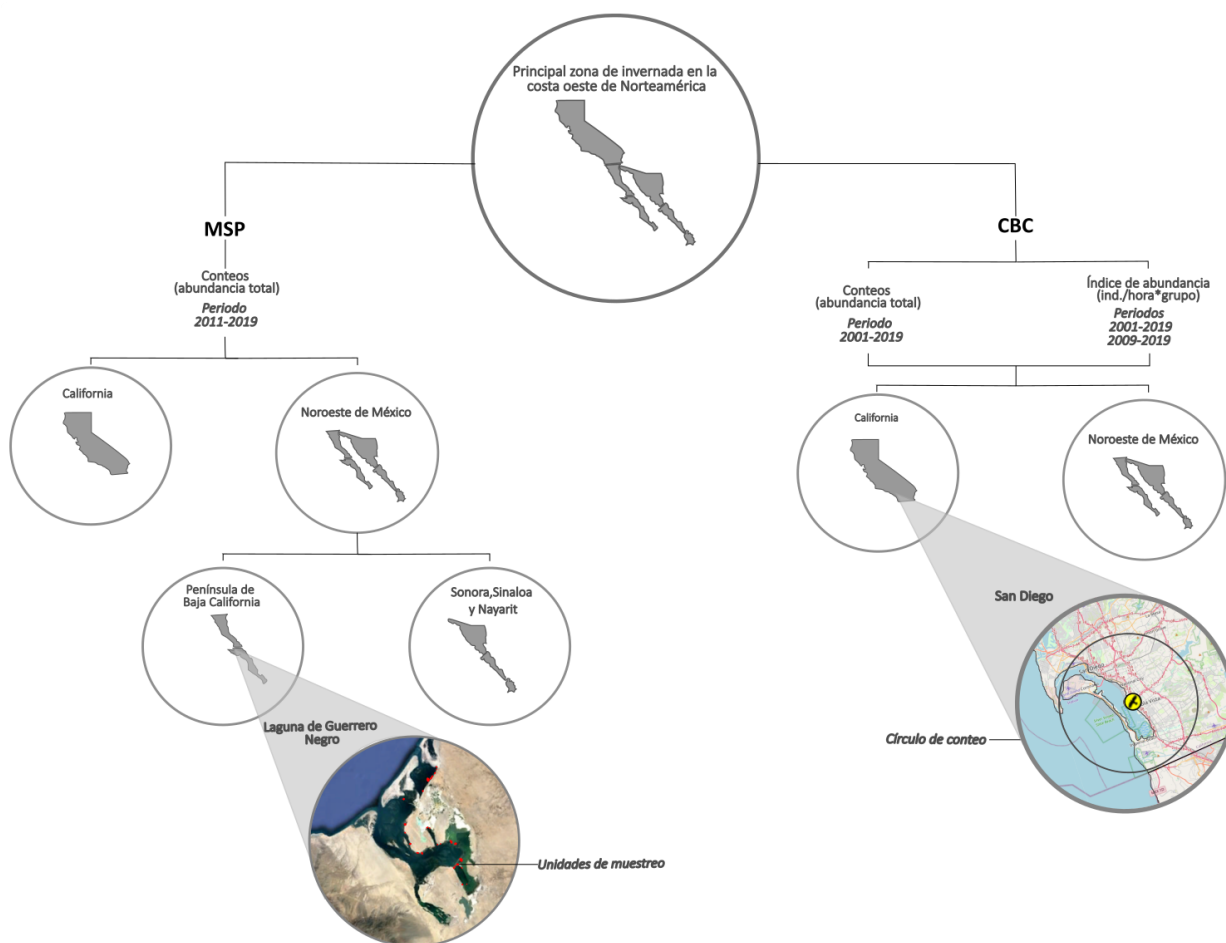 Principal zona de invernada en la
costa oeste de Norteamérica
MSP
Conteos
(abundancia total)
Periodo
2011-2019
California
Noroeste de México
Península de
Baja California
Sonora,Sinaloa
y Nayarit
Laguna de Guerrero
Negro
Unidades de muestreo
CBC
Conteos
(abundancia total)
Periodo
2001-2019
Índice de abundancia
(ind./hora*grupo)
Periodos
2001-2019
2009-2019
California
Noroeste de México
San Diego
Círculo de conteo